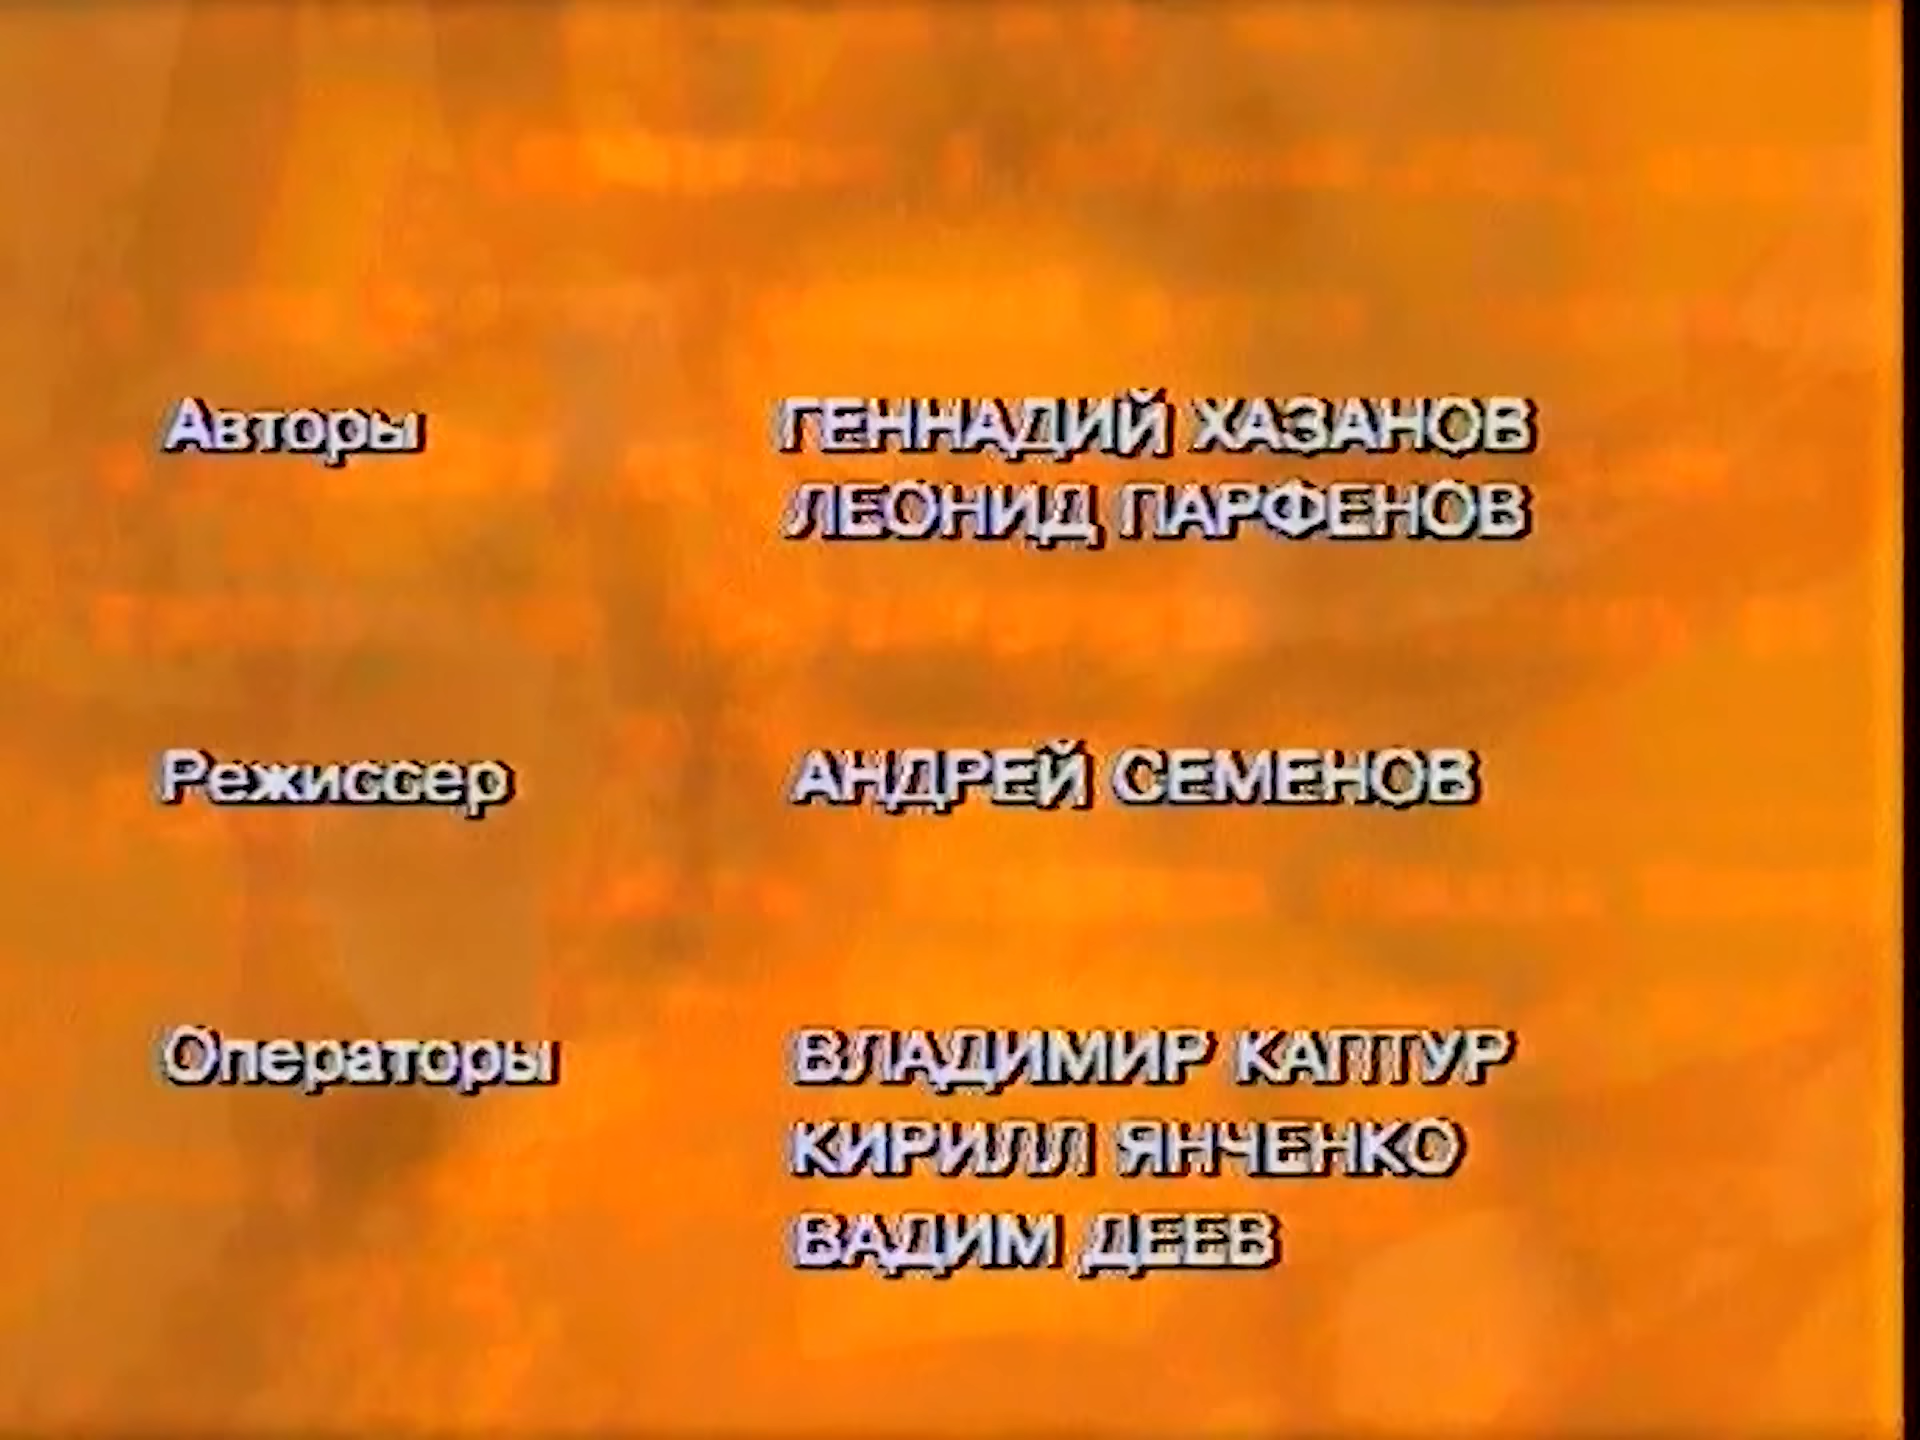 Авторы ГЕННАДИЙ ХАЗАНОВ
ЛЕОНИД ПАРФЕНОВ
Режиссер АНДРЕЙ СЕМЕНОВ
Операторы ВЛАДИМИР КАПТУР
КИРИЛЛ ЯНЧЕНКО
ВАДИМ ДЕЕВ